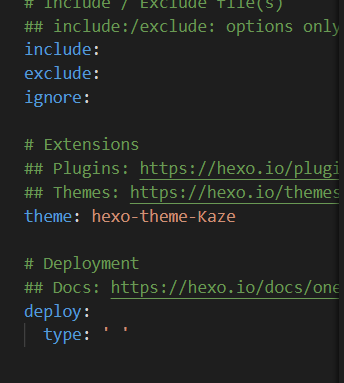 # Include / Exclude file(s)
## include:/exclude: options only
include:
exclude:
ignore:
# Extensions
## Plugins: https://hexo.io/plugi
## Themes: https://hexo.io/themes
theme: hexo-theme-Kaze
# Deployment
## Docs: https://hexo.io/docs/one
deploy:
type: ' '